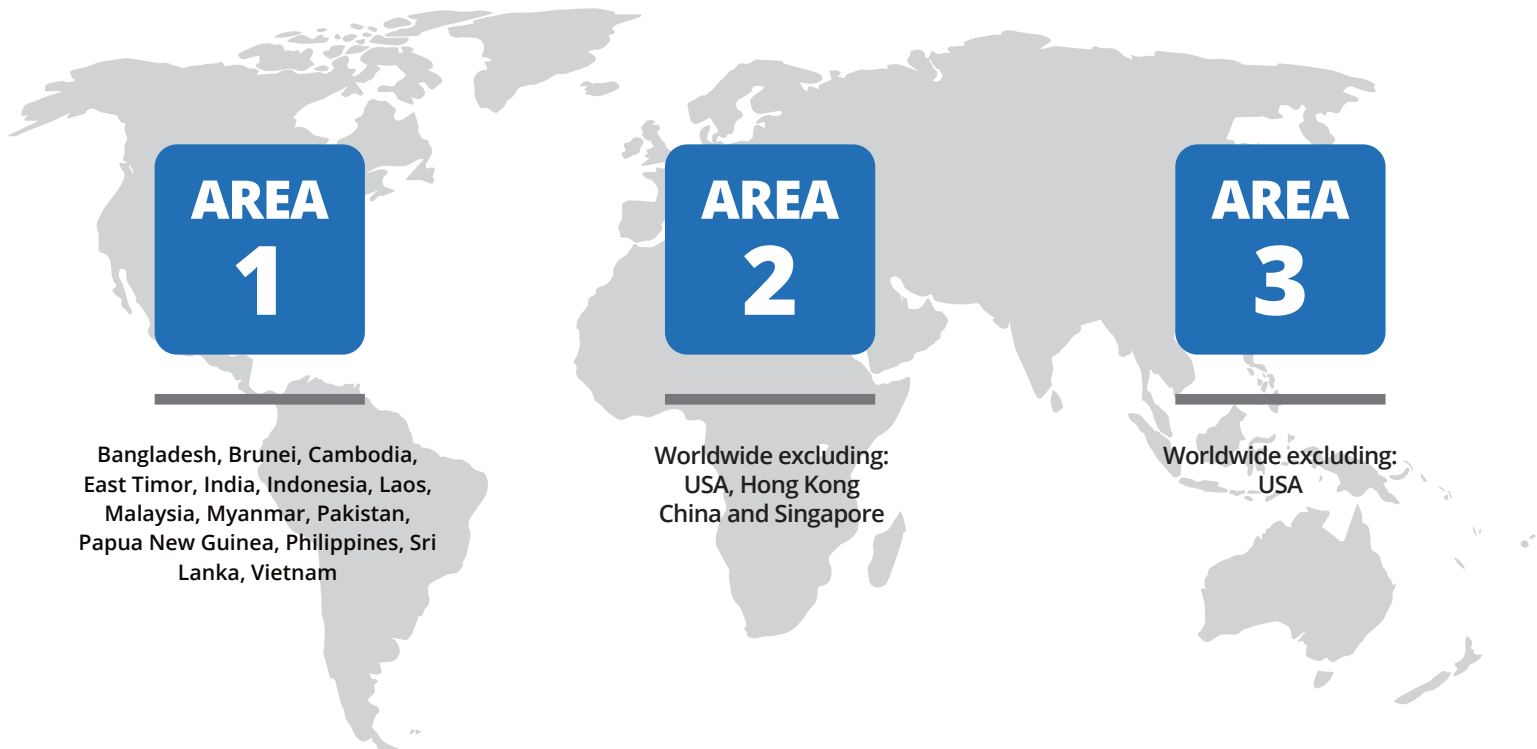 AREA
1
Bangladesh, Brunei, Cambodia,
East Timor, India, Indonesia, Laos,
Malaysia, Myanmar, Pakistan,
Papua New Guinea, Philippines, Sri
Lanka, Vietnam
AREA
2
Worldwide excluding:
USA, Hong Kong
China and Singapore
AREA
3
Worldwide excluding:
USA